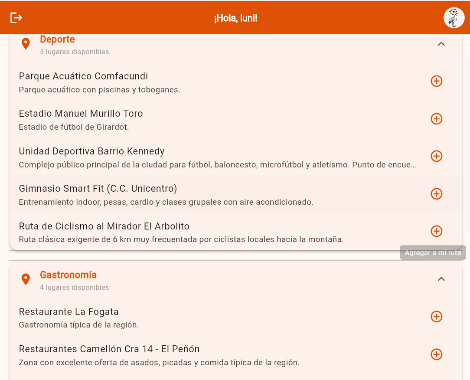 ¡Hola, luni!
Deporte
5 lugares disponibles
Parque Acuático Comfacundi
Parque acuático con piscinas y toboganes.
Estadio Manuel Murillo Toro
Estadio de fútbol de Girardot.
Unidad Deportiva Barrio Kennedy
Complejo público principal de la ciudad para fútbol, baloncesto, microfútbol y atletismo. Punto de encue...
Gimnasio Smart Fit (C.C. Unicentro)
Entrenamiento indoor, pesas, cardio y clases grupales con aire acondicionado.
Ruta de Ciclismo al Mirador El Arbolito
Ruta clásica exigente de 6 km muy frecuentada por ciclistas locales hacia la montaña.
Agregar a mi ruta
Gastronomía
4 lugares disponibles
Restaurante La Fogata
Gastronomía típica de la región.
Restaurantes Camellón Cra 14 - El Peñón
Zona con excelente oferta de asados, picadas y comida típica de la región.